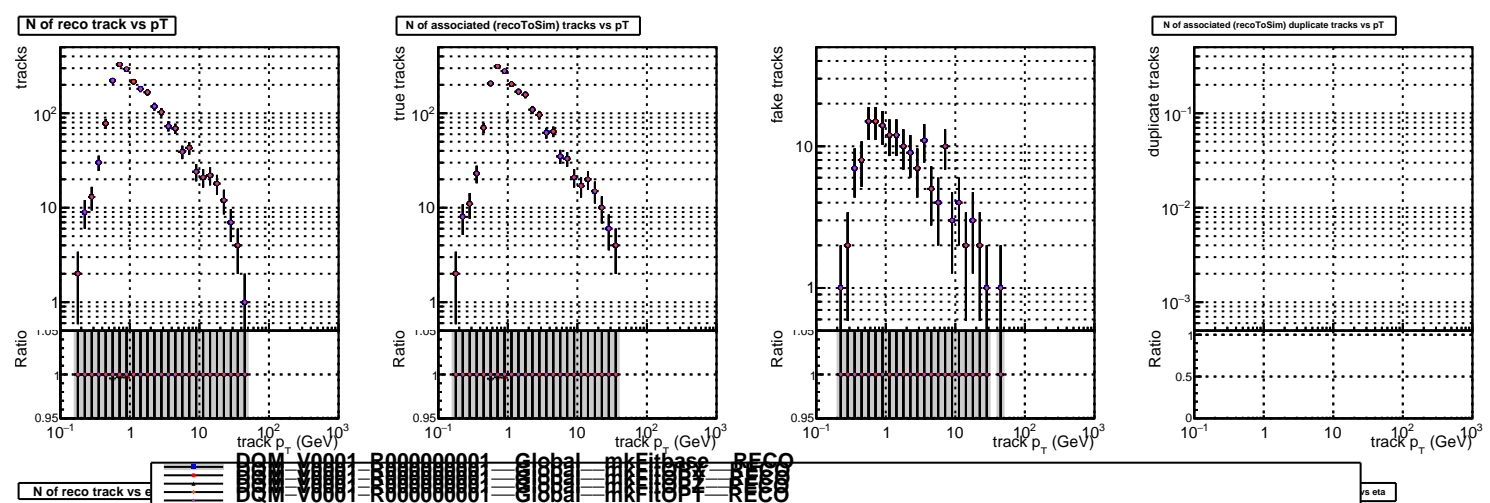 N of reco track vs pT
N of associated (recoToSim) tracks vs pT
N of associated (recoToSim) duplicate tracks vs pT
tracks
10²
10
1
Ratio
1.05
1
0.95
10⁻¹ 1 10 10² 10³
track p_T (GeV)
true tracks
10²
10
1
Ratio
1.05
1
0.95
10⁻¹ 1 10 10² 10³
track p_T (GeV)
fake tracks
10
1
Ratio
1.05
1
0.95
10⁻¹ 1 10 10² 10³
track p_T (GeV)
duplicate tracks
10⁻¹
10⁻²
10⁻³
Ratio
1
0.5
0
10⁻¹ 1 10 10² 10³
track p_T (GeV)
DQM_V0001_R000000001__Global__mkFitbase__RECO
DQM_V0001_R000000001__Global__mkFitOPT__RECO
N of reco track vs e
vs eta